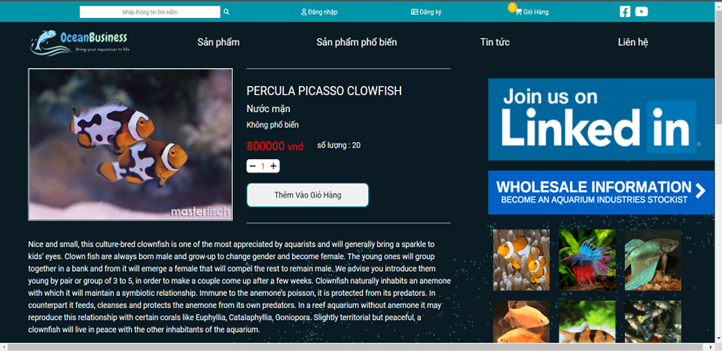 Nhập thông tin tìm kiếm
Đăng nhập
Đăng ký
0
Giỏ Hàng
OceanBusiness
Bring your aquarium to life
Sản phẩm
Sản phẩm phổ biến
Tin tức
Liên hệ
PERCULA PICASSO CLOWFISH
Nước mặn
Không phổ biến
800000 vnd
số lượng : 20
1
Thêm Vào Giỏ Hàng
masterfisch
Join us on
Linked in
WHOLESALE INFORMATION
BECOME AN AQUARIUM INDUSTRIES STOCKIST
Nice and small, this culture-bred clownfish is one of the most appreciated by aquarists and will generally bring a sparkle to
kids' eyes. Clown fish are always born male and grow-up to change gender and become female. The young ones will group
together in a bank and from it will emerge a female that will compel the rest to remain male. We advise you introduce them
young by pair or group of 3 to 5, in order to make a couple come up after a few weeks. Clownfish naturally inhabits an anemone
with which it will maintain a symbiotic relationship. Immune to the anemone's poisson, it is protected from its predators. In
counterpart it feeds, cleanses and protects the anemone from its own predators. In a reef aquarium without anemone it may
reproduce this relationship with certain corals like Euphyllia, Catalaphyllia, Goniopora. Slightly territorial but peaceful, a
clownfish will live in peace with the other inhabitants of the aquarium.